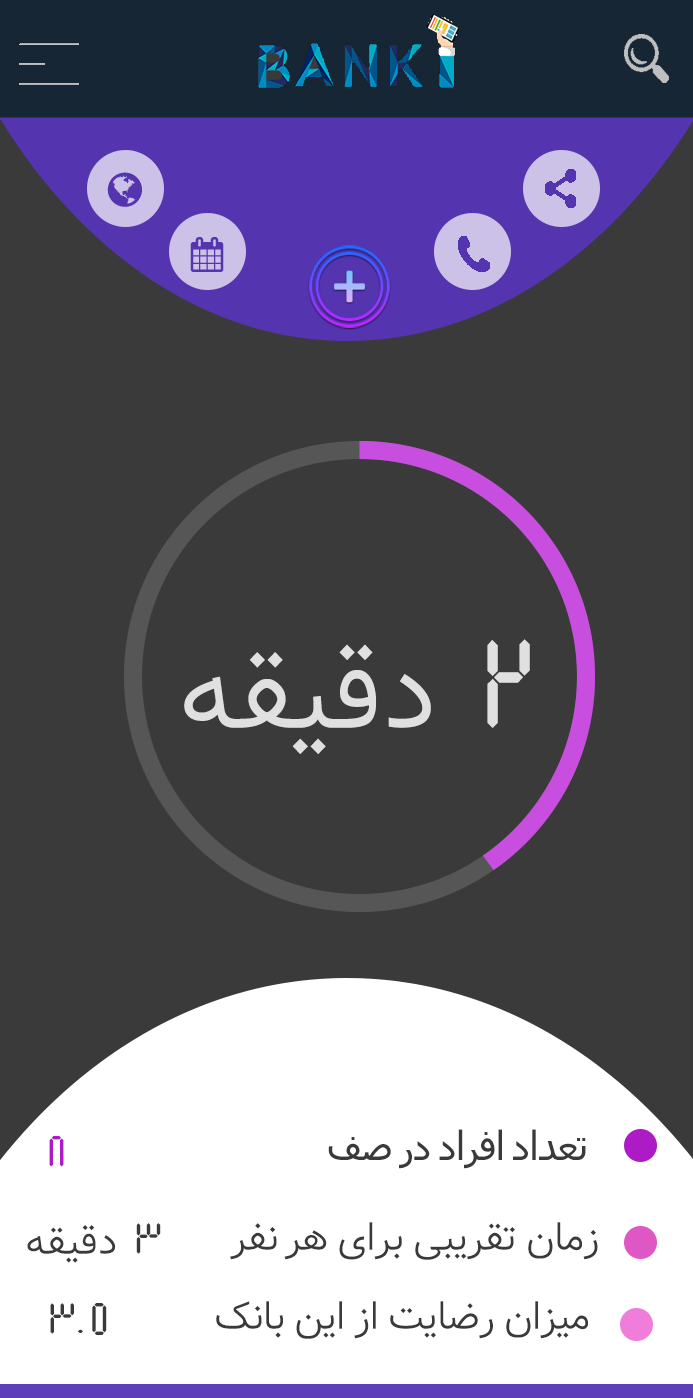 BANKI
۲ دقیقه
تعداد افراد در صف ۸
زمان تقریبی برای هر نفر ۳ دقیقه
میزان رضایت از این بانک ۳.۵